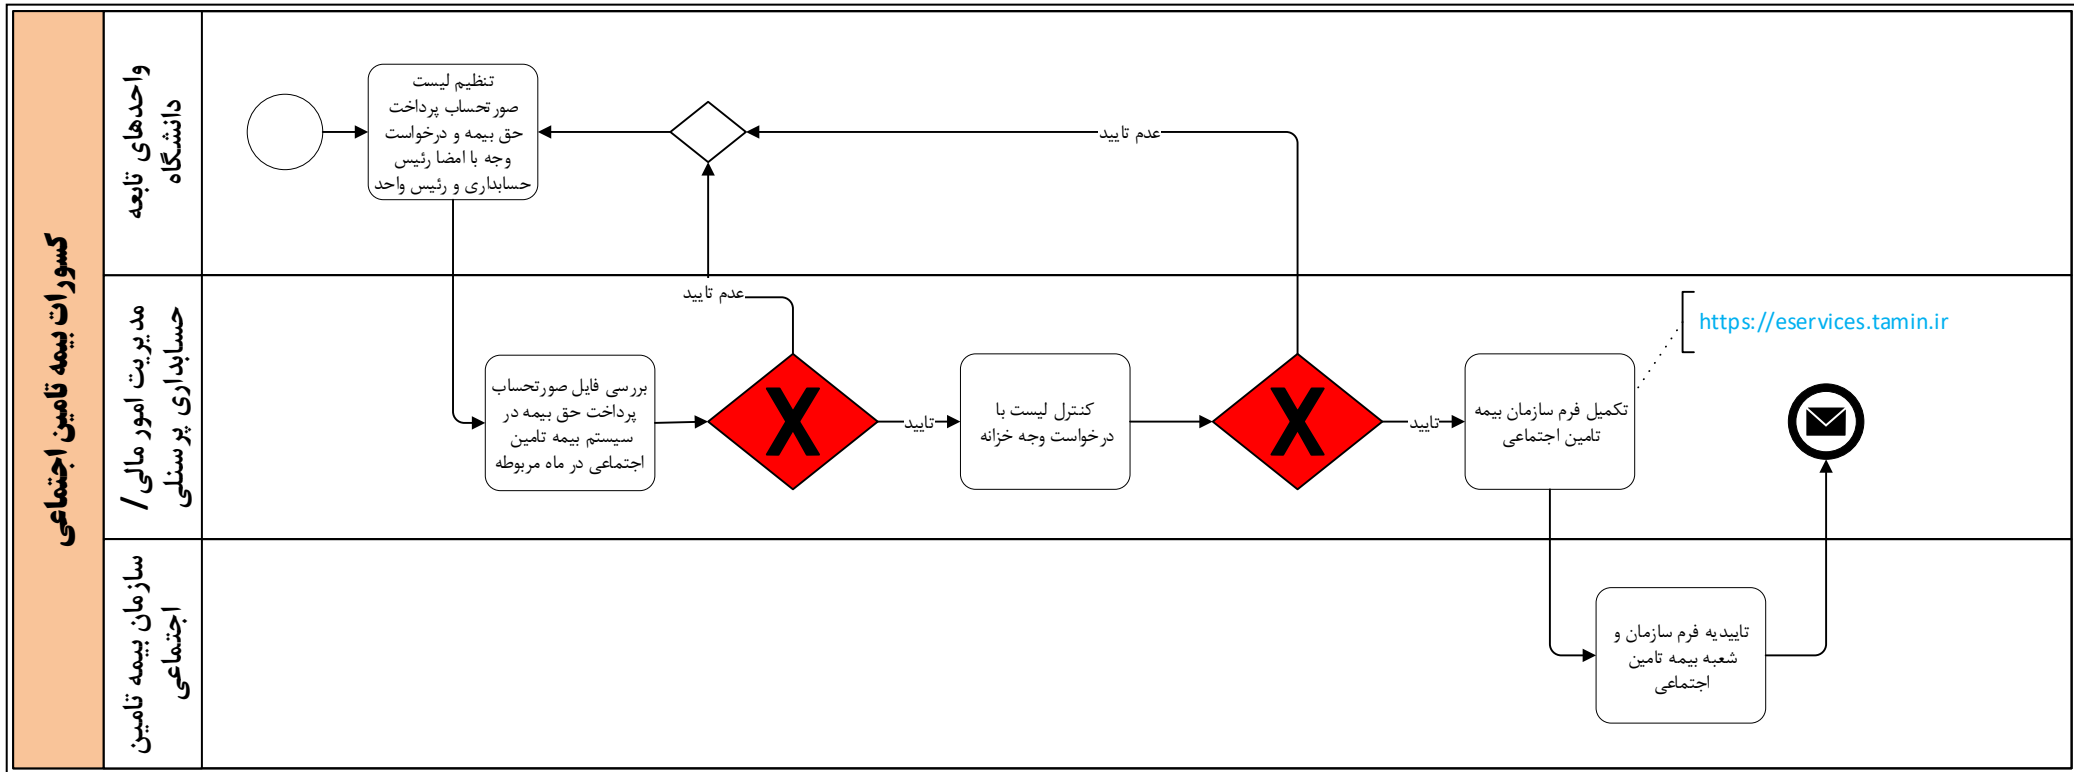 کسورات بیمه تامین اجتماعی
واحدهای تابعه
دانشگاه
تنظیم لیست
صورتحساب پرداخت
حق بیمه و درخواست
وجه با امضا رئیس
حسابداری و رئیس واحد
عدم تایید
مدیریت امور مالی /
حسابداری پرسنلی
عدم تایید
https://eservices.tamin.ir
بررسی فایل صورتحساب
پرداخت حق بیمه در
سیستم بیمه تامین
اجتماعی در ماه مربوطه
X
تایید
کنترل لیست با
درخواست وجه خزانه
X
تایید
تکمیل فرم سازمان بیمه
تامین اجتماعی
سازمان بیمه تامین
اجتماعی
تاییدیه فرم سازمان و
شعبه بیمه تامین
اجتماعی